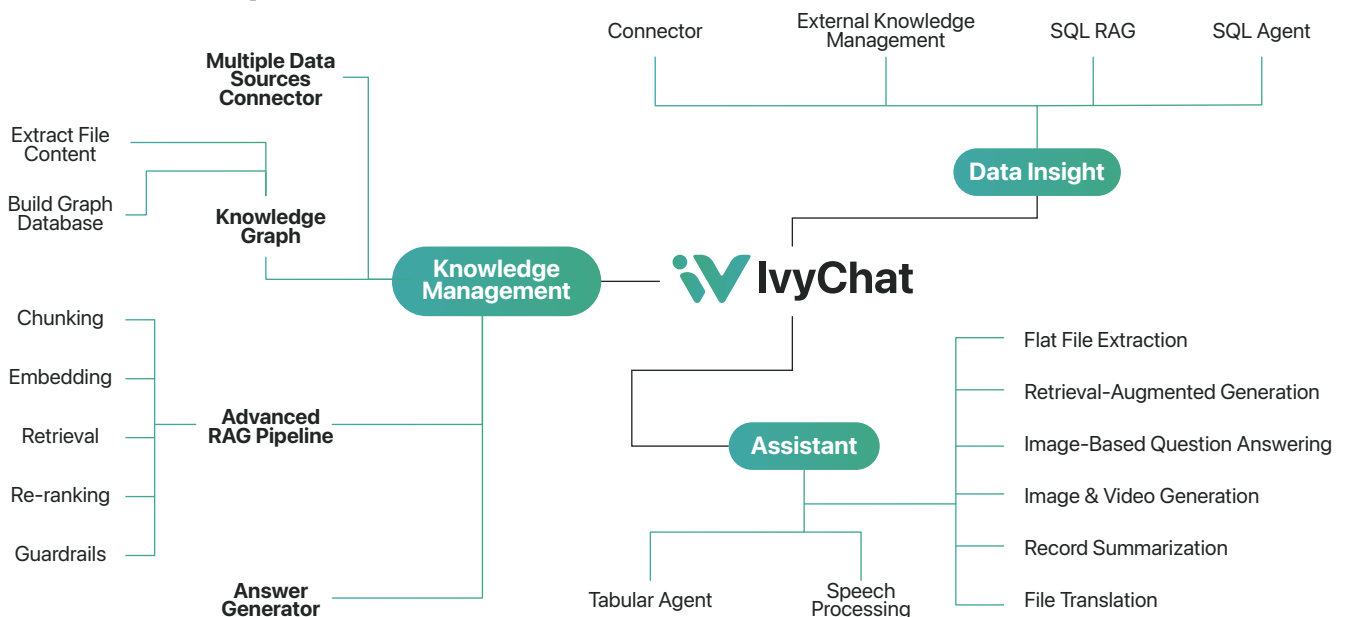 Multiple Data
Sources
Connector
Extract File
Content
Build Graph
Database
Knowledge
Graph
Knowledge
Management
Chunking
Embedding
Retrieval
Re-ranking
Guardrails
Advanced
RAG Pipeline
Answer
Generator
IvyChat
Connector
External Knowledge
Management
SQL RAG
SQL Agent
Data Insight
Assistant
Tabular Agent
Speech
Processing
Flat File Extraction
Retrieval-Augmented Generation
Image-Based Question Answering
Image & Video Generation
Record Summarization
File Translation